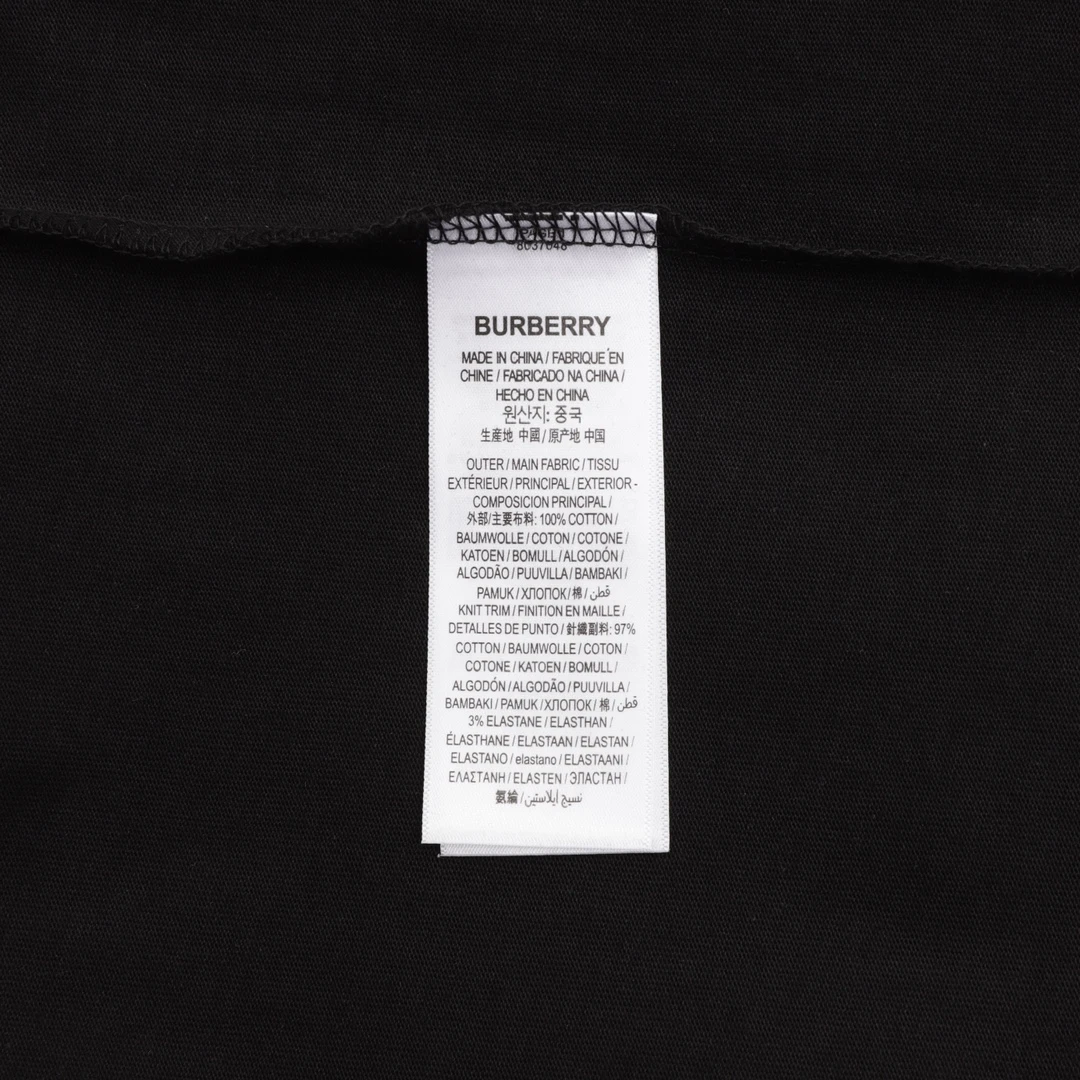 8037048
BURBERRY
MADE IN CHINA / FABRIQUE EN
CHINE / FABRICADO NA CHINA /
HECHO EN CHINA
원산지: 중국
生産地 中國 / 原产地 中国
OUTER / MAIN FABRIC / TISSU
EXTÉRIEUR / PRINCIPAL / EXTERIOR -
COMPOSICION PRINCIPAL /
外部/主要布料: 100% COTTON /
BAUMWOLLE / COTON / COTONE /
KATOEN / BOMULL / ALGODÓN /
ALGODÃO / PUUVILLA / BAMBAKI /
PAMUK / ХЛОПОК / 棉 / قطن
KNIT TRIM / FINITION EN MAILLE /
DETALLES DE PUNTO / 針織副料: 97%
COTTON / BAUMWOLLE / COTON /
COTONE / KATOEN / BOMULL /
ALGODÓN / ALGODÃO / PUUVILLA /
BAMBAKI / PAMUK / ХЛОПОК / 棉 / قطن
3% ELASTANE / ELASTHAN /
ÉLASTHANE / ELASTAAN / ELASTAN /
ELASTANO / elastano / ELASTAANI /
ΕΛΑΣΤΑΝΗ / ELASTEN / ЭЛАСТАН /
氨綸 / نسيج إيلاستين